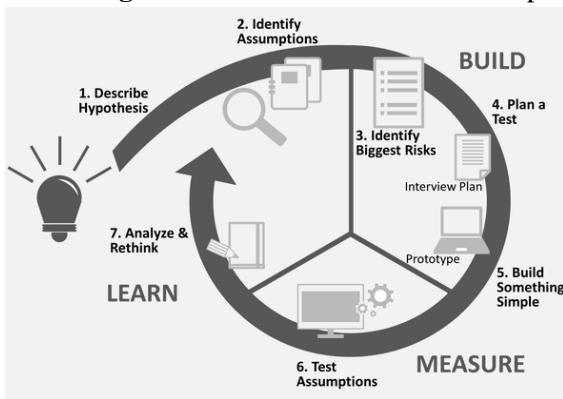 2. Identify
Assumptions
BUILD
1. Describe
Hypothesis
4. Plan a
Test
3. Identify
Biggest Risks
Interview Plan
7. Analyze &
Rethink
Prototype
5. Build
Something
Simple
LEARN
MEASURE
6. Test
Assumptions